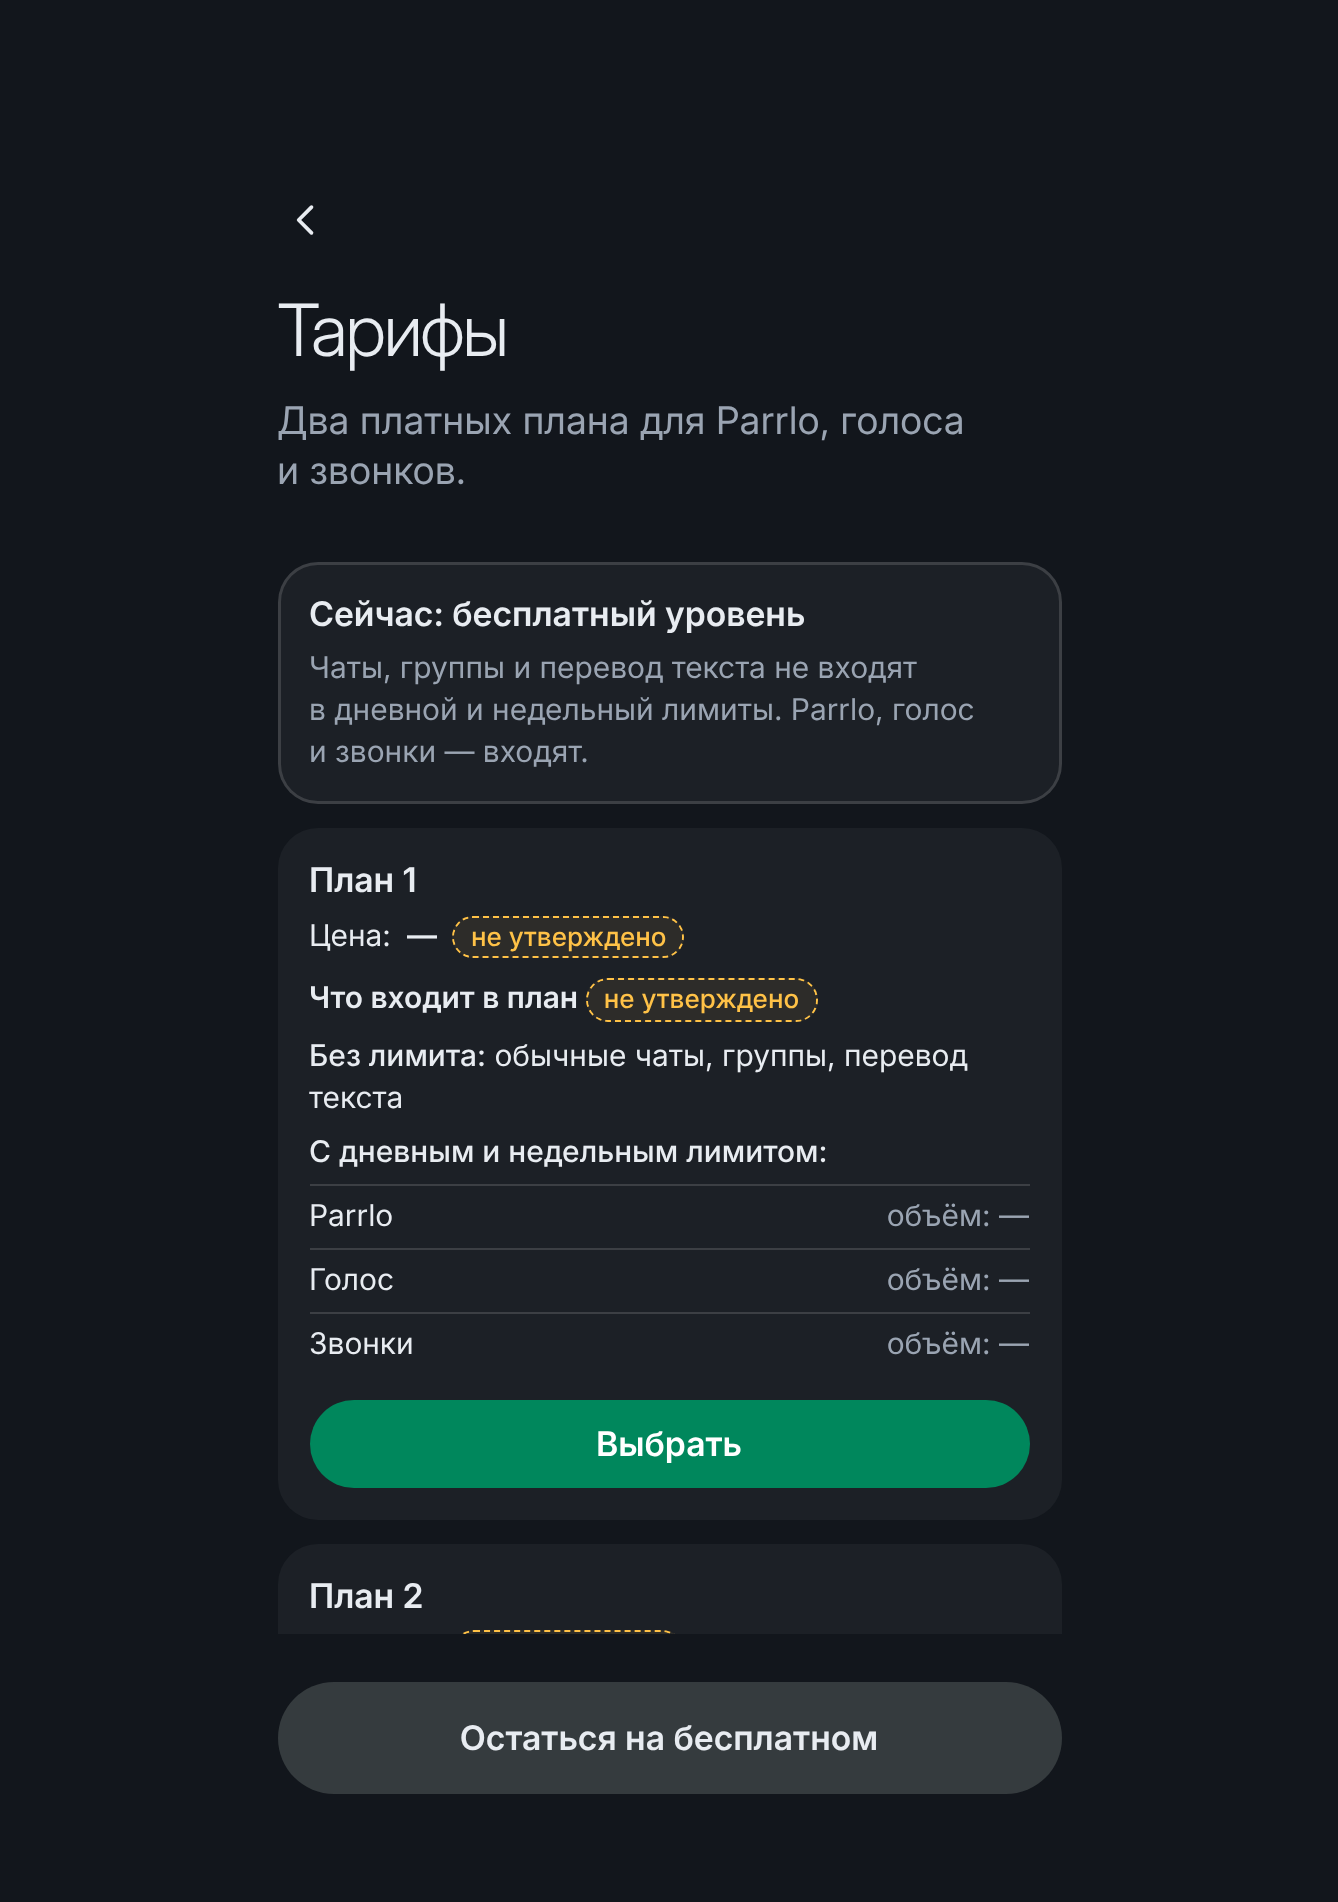 Тарифы
Два платных плана для Parrlo, голоса
и звонков.
Сейчас: бесплатный уровень
Чаты, группы и перевод текста не входят
в дневной и недельный лимиты. Parrlo, голос
и звонки — входят.
План 1
Цена: — не утверждено
Что входит в план не утверждено
Без лимита: обычные чаты, группы, перевод
текста
С дневным и недельным лимитом:
Parrlo объём: —
Голос объём: —
Звонки объём: —
Выбрать
План 2
Остаться на бесплатном